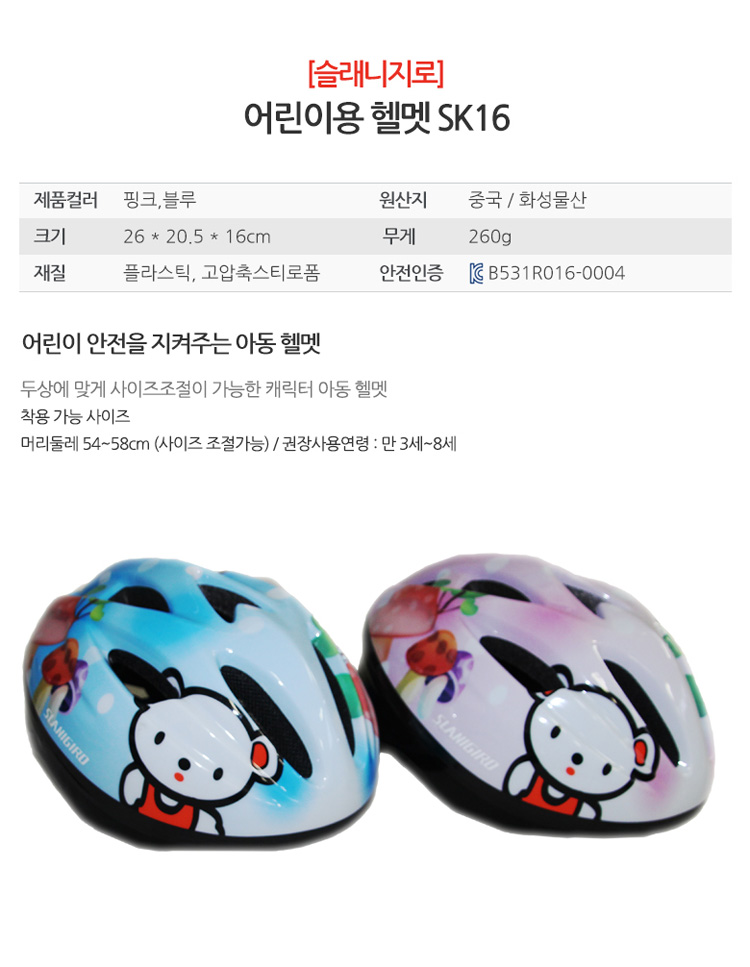 [슬래니지로]
어린이용 헬멧 SK16
제품컬러 핑크,블루 원산지 중국 / 화성물산
크기 26 * 20.5 * 16cm 무게 260g
재질 플라스틱, 고압축스티로폼 안전인증 B531R016-0004
어린이 안전을 지켜주는 아동 헬멧
두상에 맞게 사이즈조절이 가능한 캐릭터 아동 헬멧
착용 가능 사이즈
머리둘레 54~58cm (사이즈 조절가능) / 권장사용연령 : 만 3세~8세
SLANIGIRO
SLANIGIRO